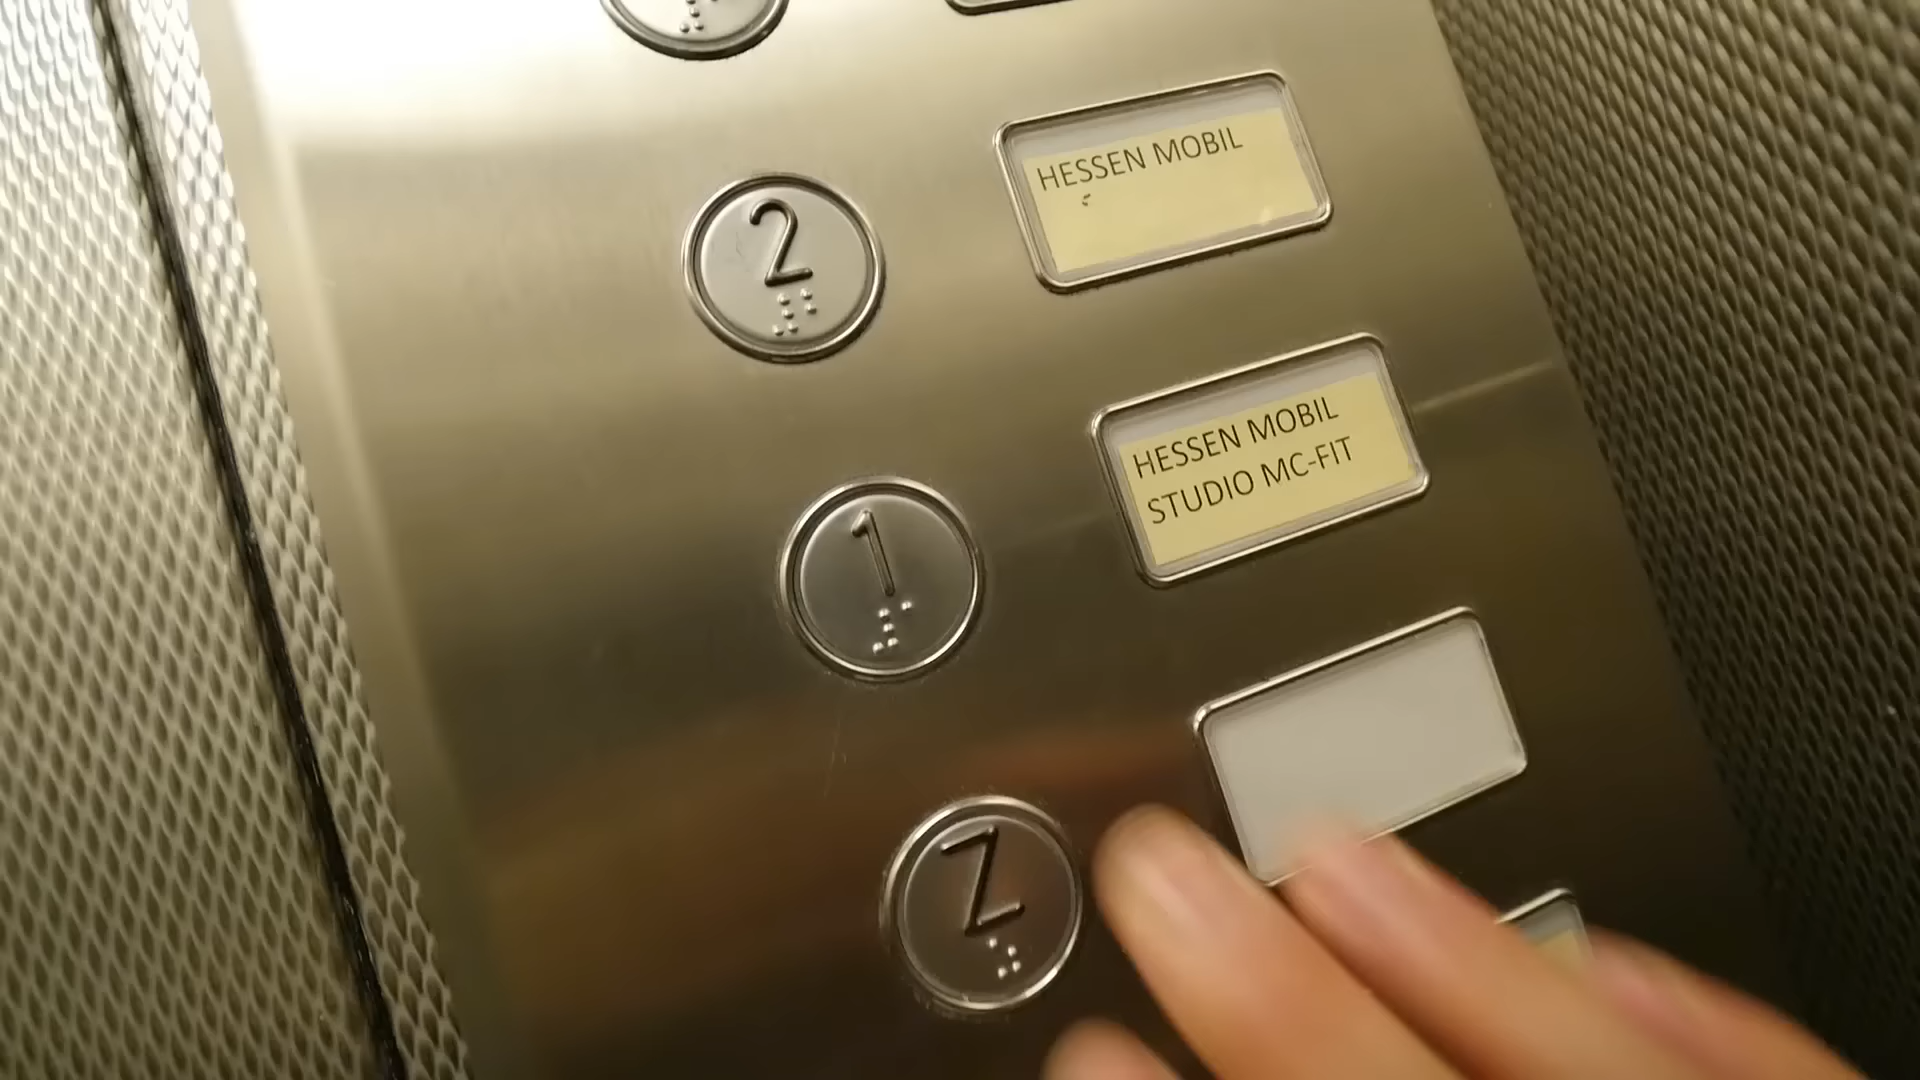 2
HESSEN MOBIL
1
HESSEN MOBIL
STUDIO MC-FIT
Z